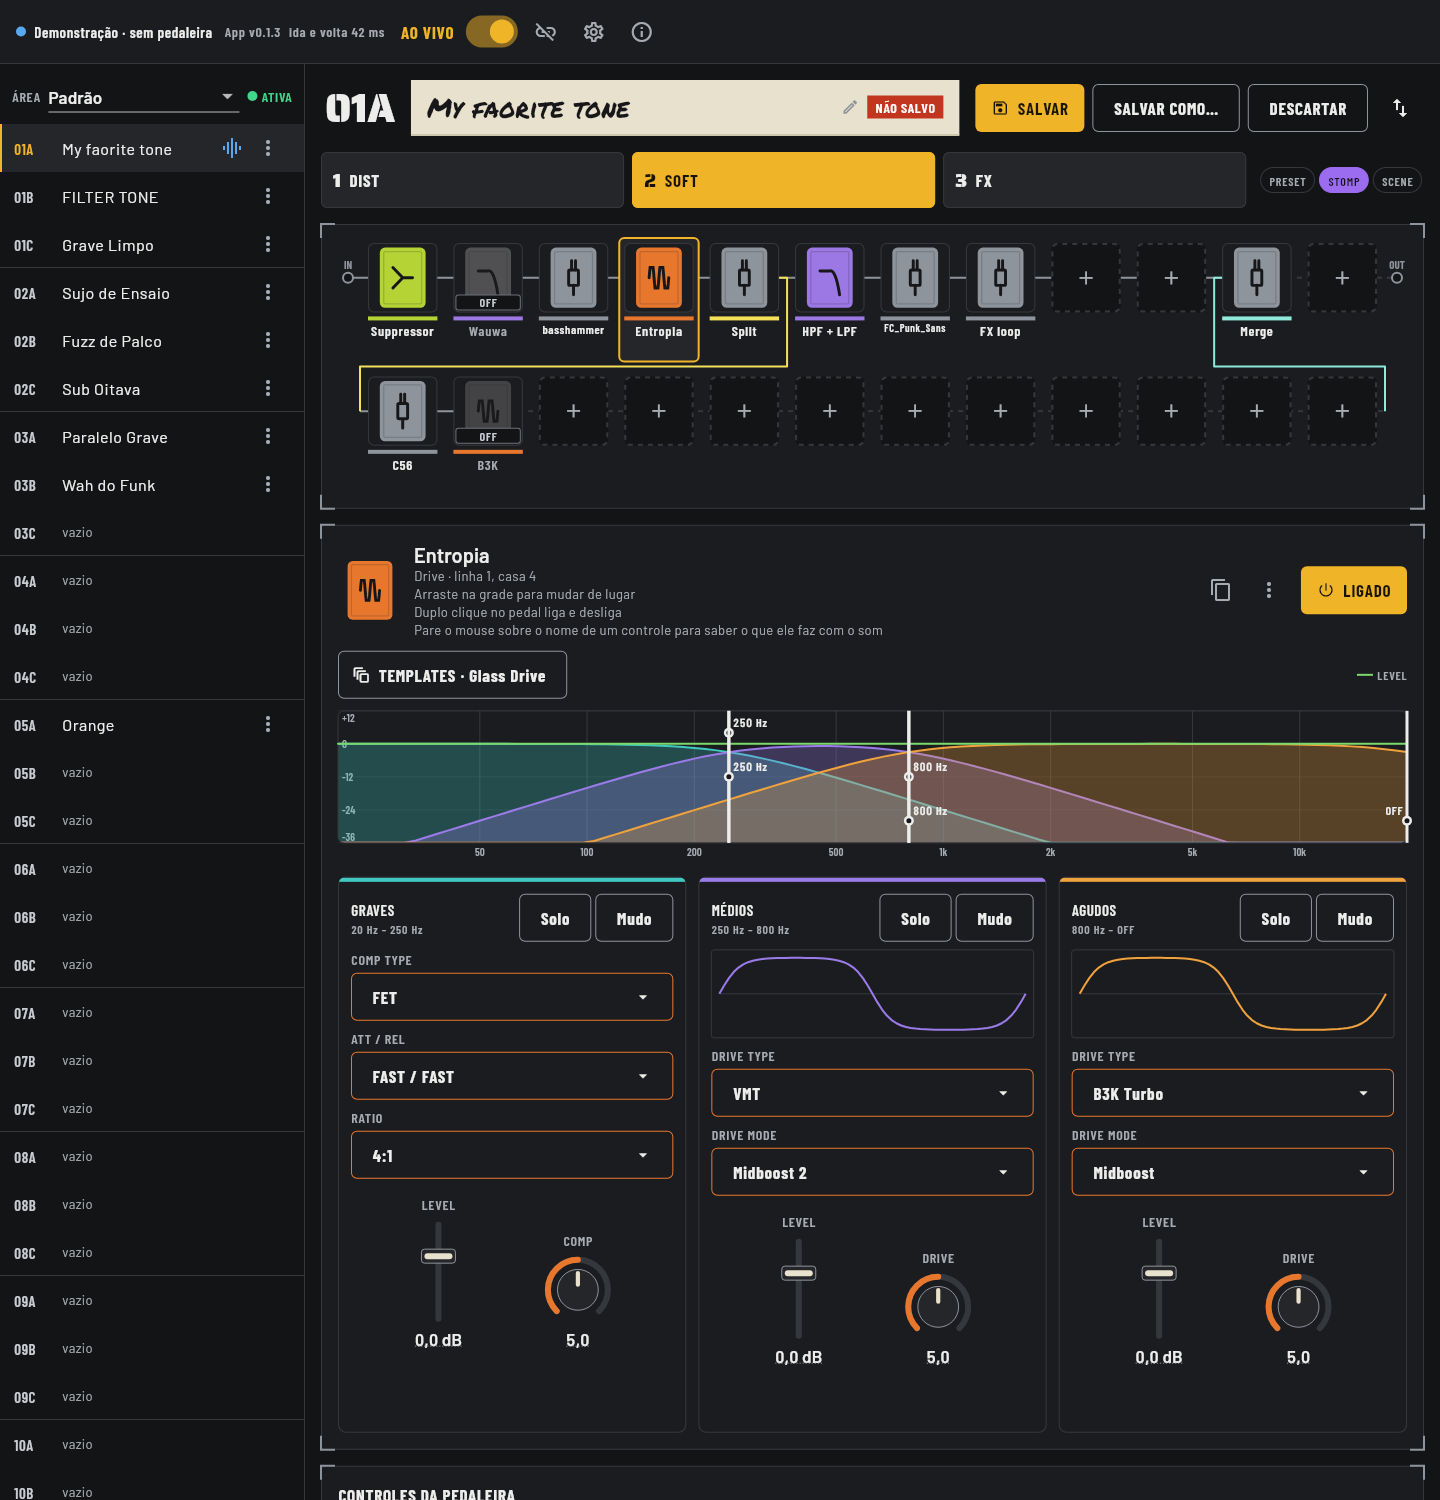 Demonstração · sem pedaleira App v0.1.3 Ida e volta 42 ms AO VIVO
ÁREA Padrão ATIVA
01A My faorite tone
01B FILTER TONE
01C Grave Limpo
02A Sujo de Ensaio
02B Fuzz de Palco
02C Sub Oitava
03A Paralelo Grave
03B Wah do Funk
03C vazio
04A vazio
04B vazio
04C vazio
05A Orange
05B vazio
05C vazio
06A vazio
06B vazio
06C vazio
07A vazio
07B vazio
07C vazio
08A vazio
08B vazio
08C vazio
09A vazio
09B vazio
09C vazio
10A vazio
10B vazio
01A My faorite tone NÃO SALVO SALVAR SALVAR COMO... DESCARTAR
1 DIST 2 SOFT 3 FX PRESET STOMP SCENE
IN OUT
OFF
Suppressor Wauwa basshammer Entropia Split HPF + LPF FC_Punk_Sans FX loop + + Merge +
OFF
+ + + + + + + + + +
C56 B3K
Entropia
Drive · linha 1, casa 4
Arraste na grade para mudar de lugar
Duplo clique no pedal liga e desliga
Pare o mouse sobre o nome de um controle para saber o que ele faz com o som
LIGADO
TEMPLATES · Glass Drive LEVEL
+12 250 Hz
0
-12 250 Hz 800 Hz
-24 800 Hz OFF
-36
50 100 200 500 1k 2k 5k 10k
GRAVES
20 Hz – 250 Hz
Solo Mudo
COMP TYPE
FET
ATT / REL
FAST / FAST
RATIO
4:1
LEVEL COMP
0,0 dB 5,0
MÉDIOS
250 Hz – 800 Hz
Solo Mudo
DRIVE TYPE
VMT
DRIVE MODE
Midboost 2
LEVEL DRIVE
0,0 dB 5,0
AGUDOS
800 Hz – OFF
Solo Mudo
DRIVE TYPE
B3K Turbo
DRIVE MODE
Midboost
LEVEL DRIVE
0,0 dB 5,0
CONTROLES DA PEDALEIRA